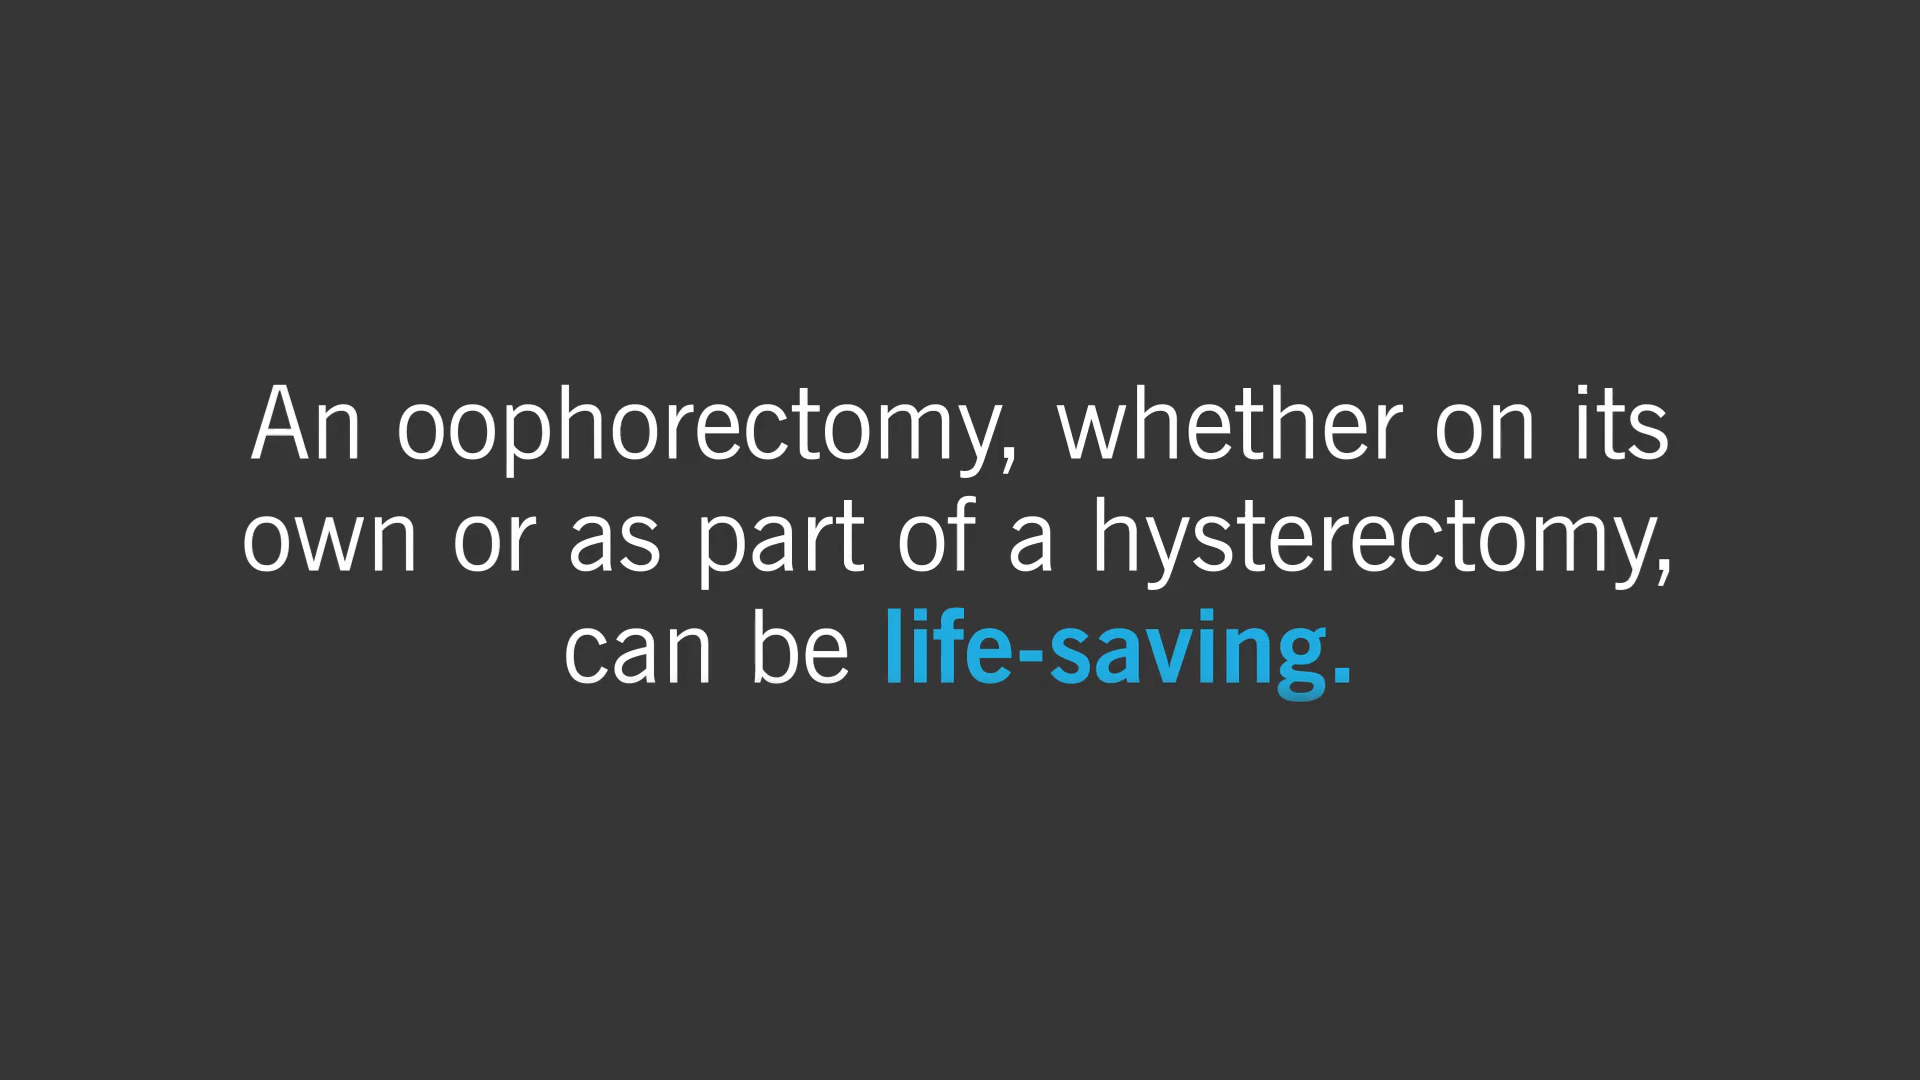 An oophorectomy, whether on its
own or as part of a hysterectomy,
can be life-saving.